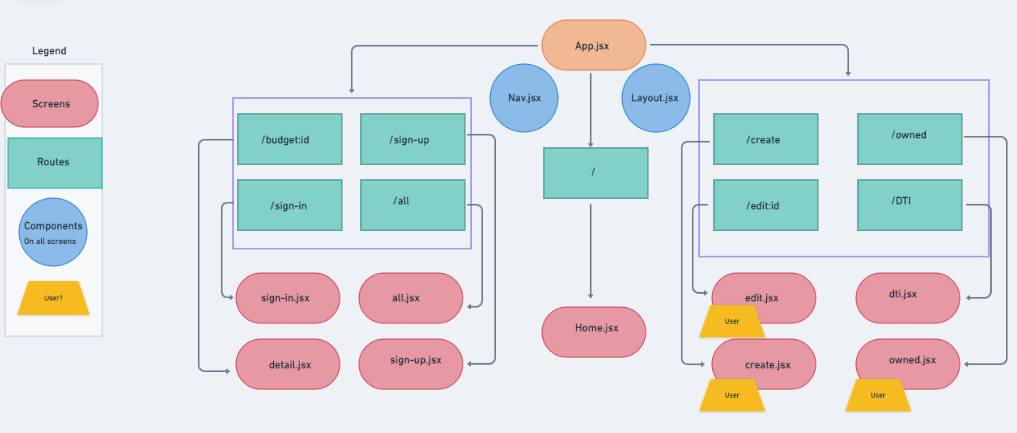 Legend
Screens
Routes
Components
On all screens
User?
App.jsx
Nav.jsx
Layout.jsx
/budget:id
/sign-up
/sign-in
/all
/
/create
/owned
/edit:id
/DTI
sign-in.jsx
all.jsx
detail.jsx
sign-up.jsx
Home.jsx
edit.jsx
User
dti.jsx
create.jsx
User
owned.jsx
User